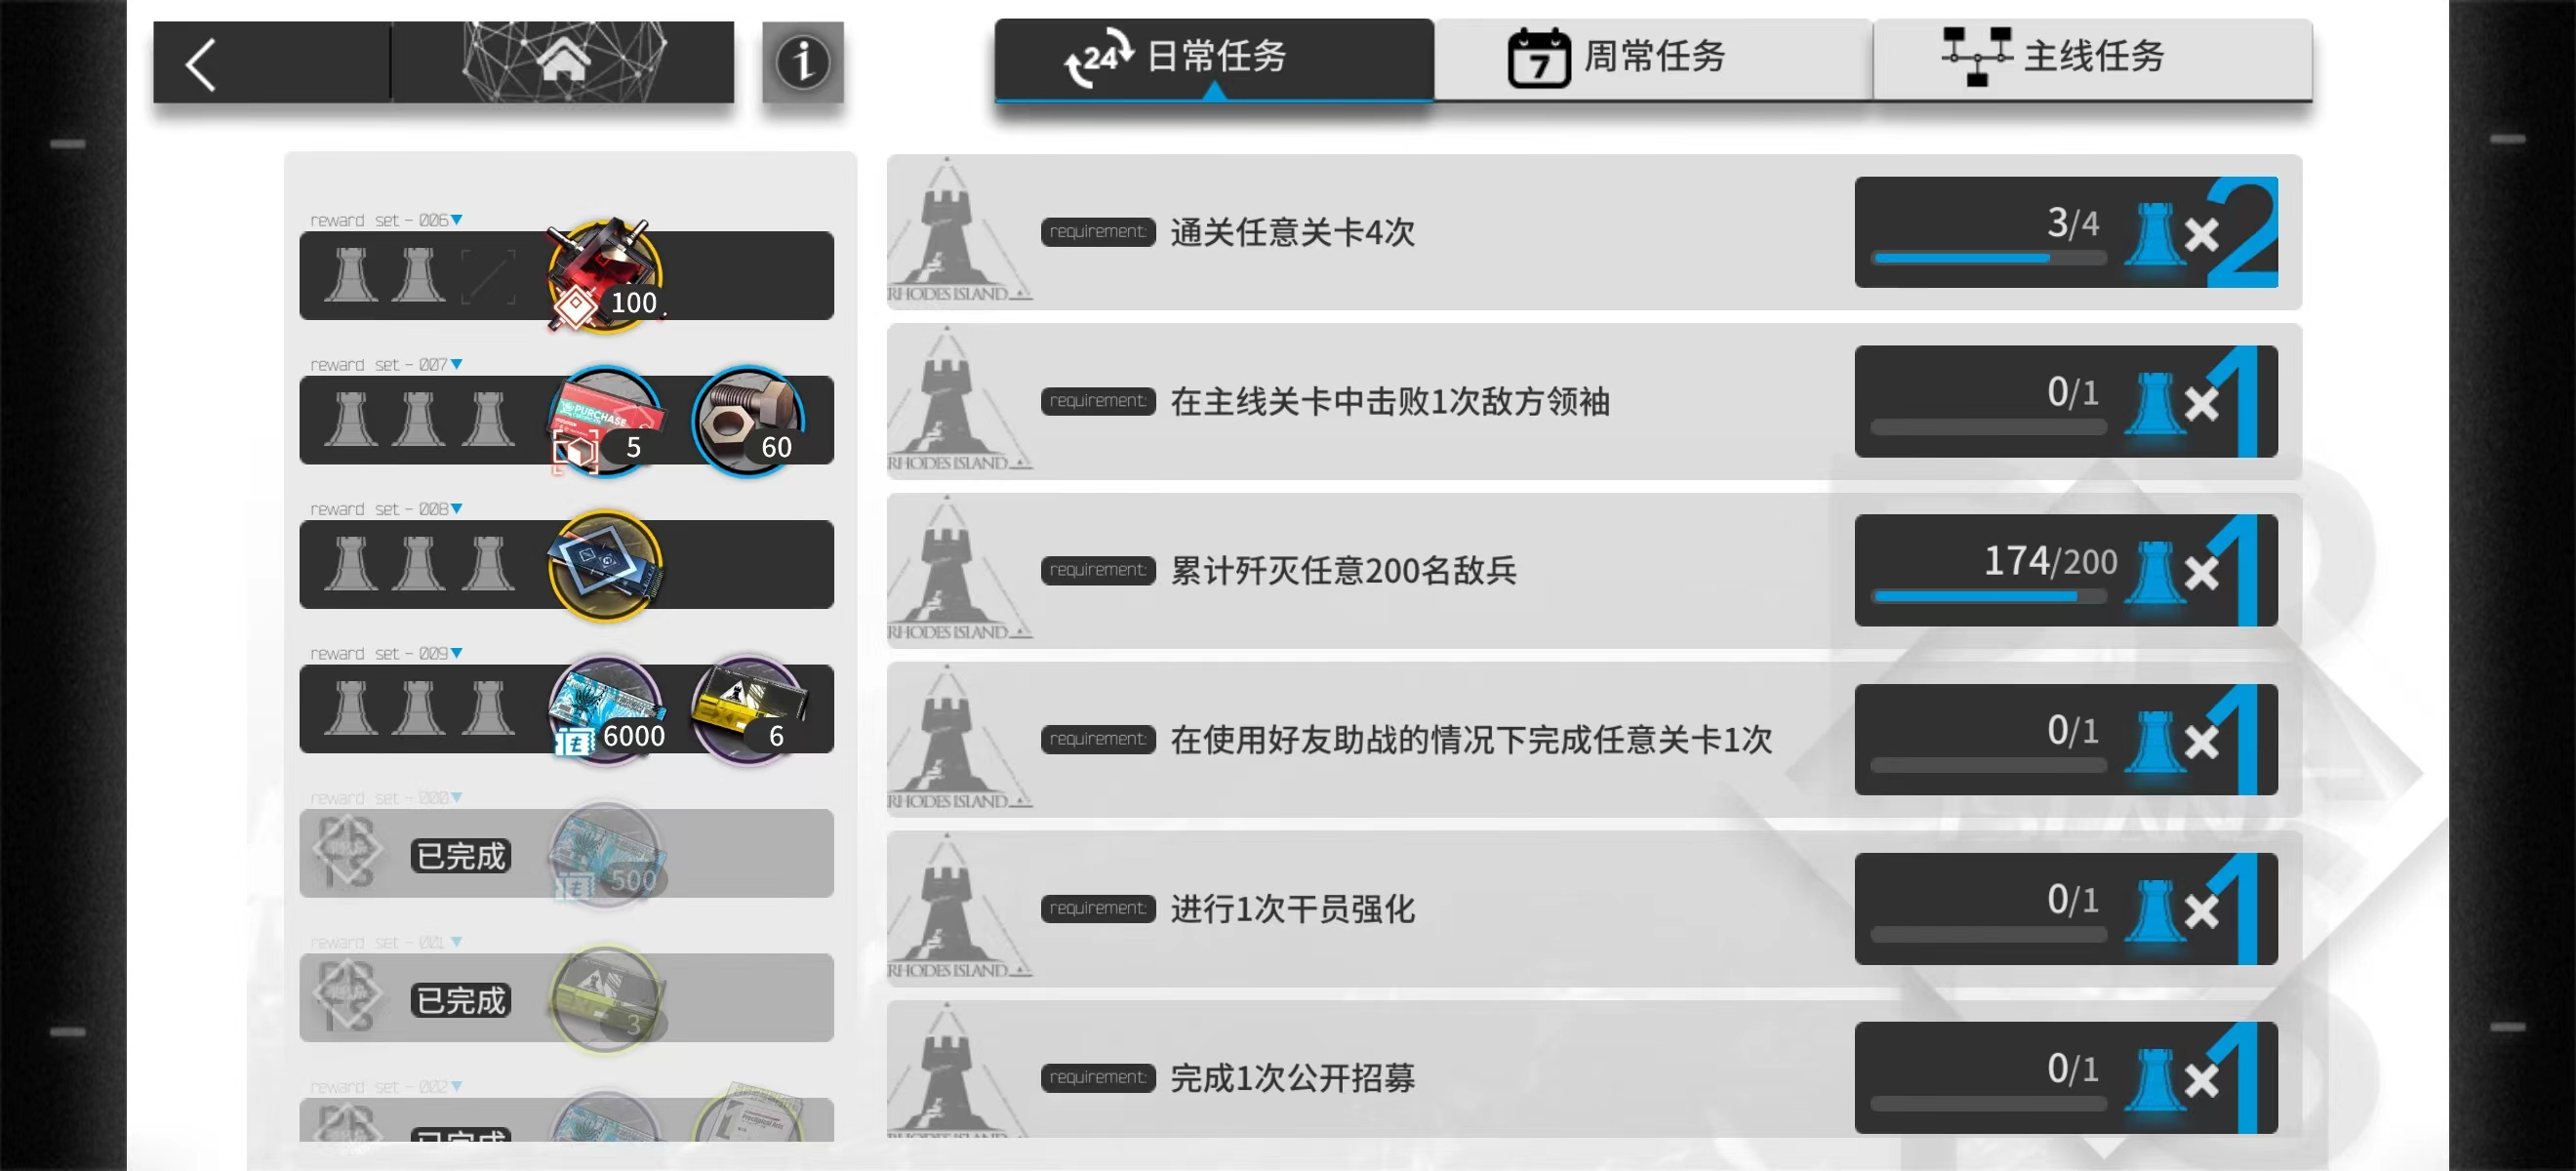 24 日常任务
7 周常任务
主线任务
reward set - 006
100
reward set - 007
PURCHASE
5
60
reward set - 008
reward set - 009
6000
6
reward set - 000
已完成
500
reward set - 001
已完成
3
reward set - 002
已完成
RHODES ISLAND
requirement:
通关任意关卡4次
3/4
×2
RHODES ISLAND
requirement:
在主线关卡中击败1次敌方领袖
0/1
×1
RHODES ISLAND
requirement:
累计歼灭任意200名敌兵
174/200
×1
RHODES ISLAND
requirement:
在使用好友助战的情况下完成任意关卡1次
0/1
×1
RHODES ISLAND
requirement:
进行1次干员强化
0/1
×1
RHODES ISLAND
requirement:
完成1次公开招募
0/1
×1